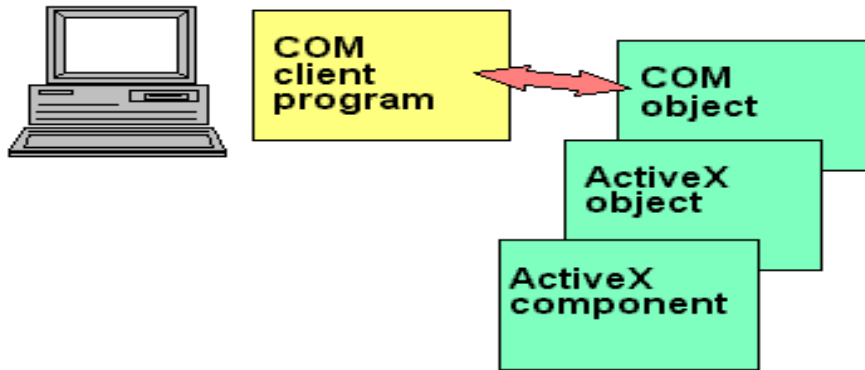 COM
client
program
COM
object
ActiveX
object
ActiveX
component